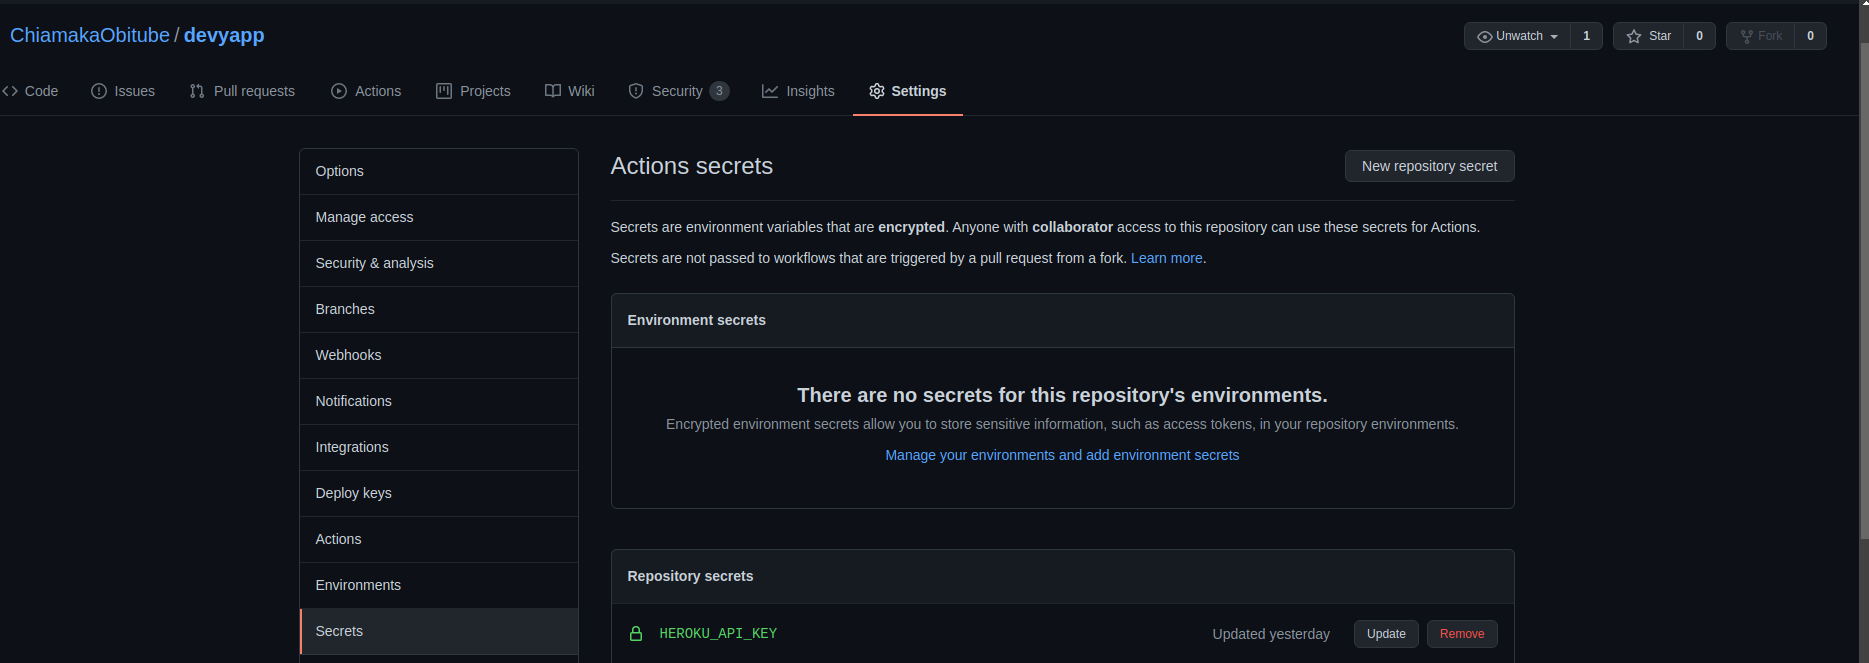 ChiamakaObitube / devyapp
Unwatch 1 Star 0 Fork 0
Code Issues Pull requests Actions Projects Wiki Security 3 Insights Settings
Options
Manage access
Security & analysis
Branches
Webhooks
Notifications
Integrations
Deploy keys
Actions
Environments
Secrets
Actions secrets
New repository secret
Secrets are environment variables that are encrypted. Anyone with collaborator access to this repository can use these secrets for Actions.
Secrets are not passed to workflows that are triggered by a pull request from a fork. Learn more.
Environment secrets
There are no secrets for this repository's environments.
Encrypted environment secrets allow you to store sensitive information, such as access tokens, in your repository environments.
Manage your environments and add environment secrets
Repository secrets
HEROKU_API_KEY Updated yesterday Update Remove